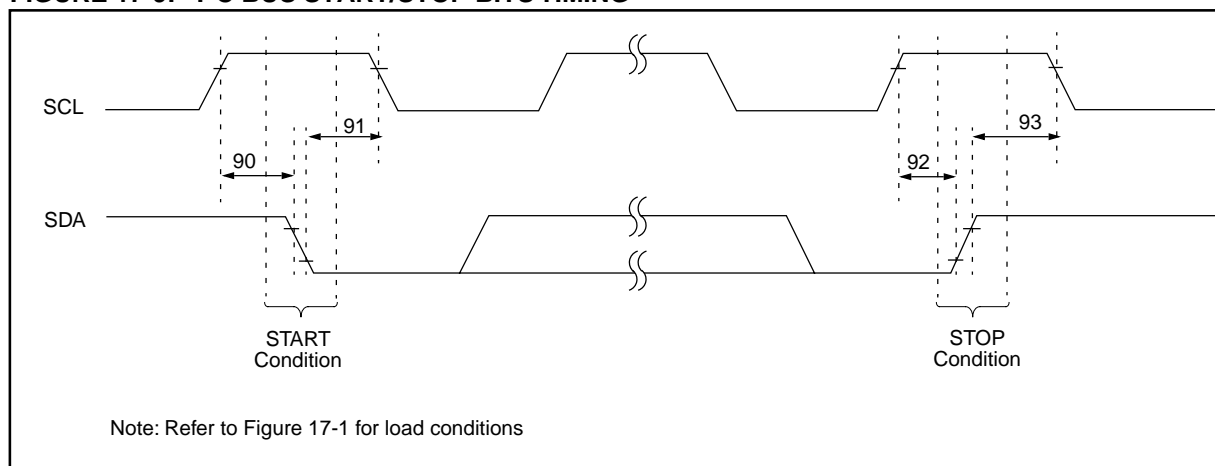 SCL
91
93
90
92
SDA
START
Condition
STOP
Condition
Note: Refer to Figure 17-1 for load conditions